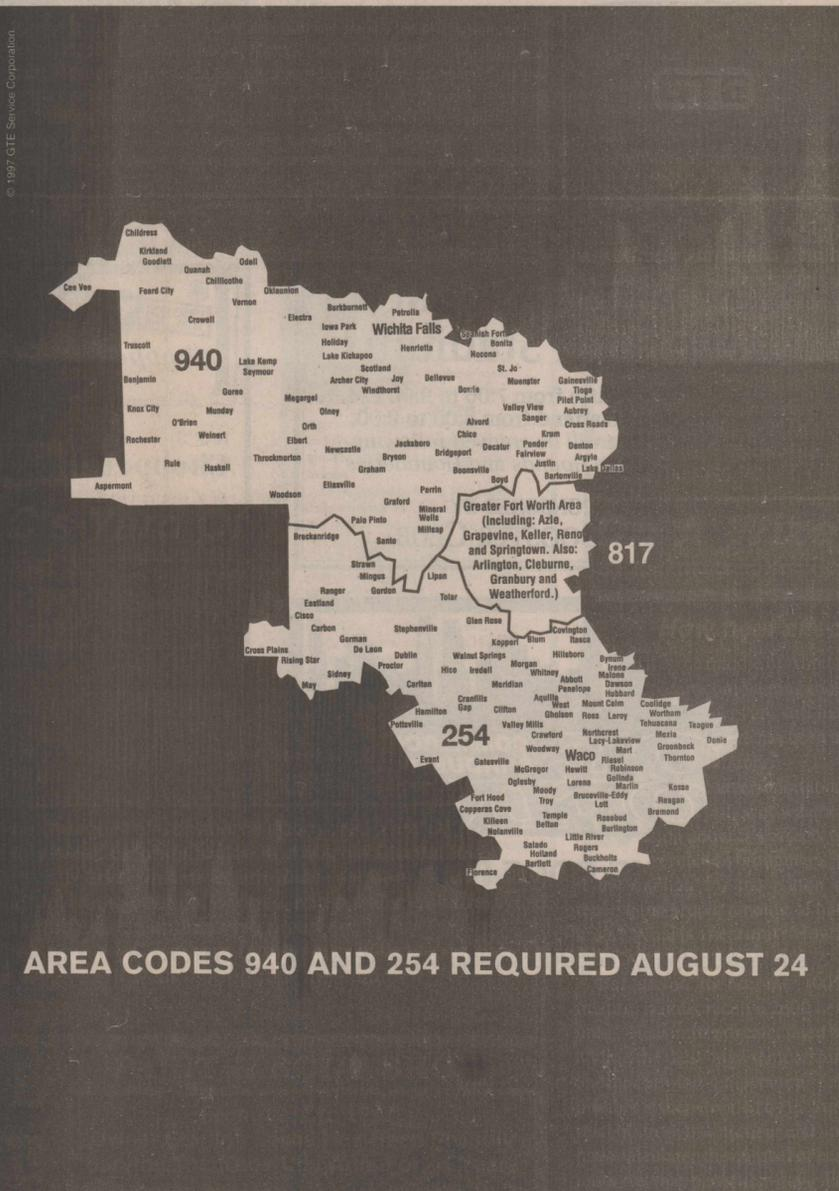 © 1997 GTE Service Corporation
Childress
Kirkland
Goodlett
Quanah
Odell
Chillicothe
Cee Vee
Foard City
Oklaunion
Vernon
Burkburnett
Petrolia
Crowell
Electra
Iowa Park
Wichita Falls
Spanish Fort
Bonita
Truscott
940
Holiday
Henrietta
Nocona
Lake Kickapoo
Lake Kemp
Seymour
Scotland
St. Jo
Benjamin
Archer City
Joy
Bellevue
Muenster
Gainesville
Windthorst
Bowie
Tioga
Goree
Megargel
Pilot Point
Knox City
Munday
Olney
Valley View
Aubrey
O'Brien
Sanger
Cross Roads
Orth
Alvord
Rochester
Weinert
Elbert
Chico
Krum
Jacksboro
Newcastle
Decatur
Ponder
Denton
Bridgeport
Fairview
Throckmorton
Bryson
Argyle
Rule
Haskell
Graham
Boonsville
Justin
Lake Dallas
Boyd
Bartonville
Aspermont
Eliasville
Woodson
Perrin
Graford
Mineral
Wells
Palo Pinto
Millsap
Greater Fort Worth Area
(Including: Azle,
Grapevine, Keller, Reno
and Springtown. Also:
Arlington, Cleburne,
Granbury and
Weatherford.)
817
Breckenridge
Santo
Strawn
Mingus
Lipan
Ranger
Gordon
Tolar
Eastland
Cisco
Carbon
Stephenville
Glen Rose
Covington
Gorman
Kopperl
Blum
Itasca
Cross Plains
De Leon
Dublin
Walnut Springs
Hillsboro
Rising Star
Proctor
Morgan
Bynum
Irene
Sidney
Hico
Iredell
Whitney
Malone
May
Carlton
Meridian
Abbott
Dawson
Penelope
Hubbard
Cranfills
Gap
Aquilla
Mount Calm
Coolidge
Hamilton
Clifton
West
Wortham
Gholson
Ross
Leroy
Tehuacana
Teague
Pottsville
254
Valley Mills
Crawford
Northcrest
Mexia
Donie
Lacy-Lakeview
Woodway
Waco
Mart
Groesbeck
Evant
Gatesville
Riesel
Thornton
McGregor
Hewitt
Robinson
Oglesby
Lorena
Golinda
Marlin
Kosse
Moody
Bruceville-Eddy
Fort Hood
Troy
Lott
Reagan
Copperas Cove
Temple
Rosebud
Bremond
Killeen
Belton
Burlington
Nolanville
Little River
Salado
Rogers
Holland
Buckholts
Bartlett
Cameron
Florence
AREA CODES 940 AND 254 REQUIRED AUGUST 24